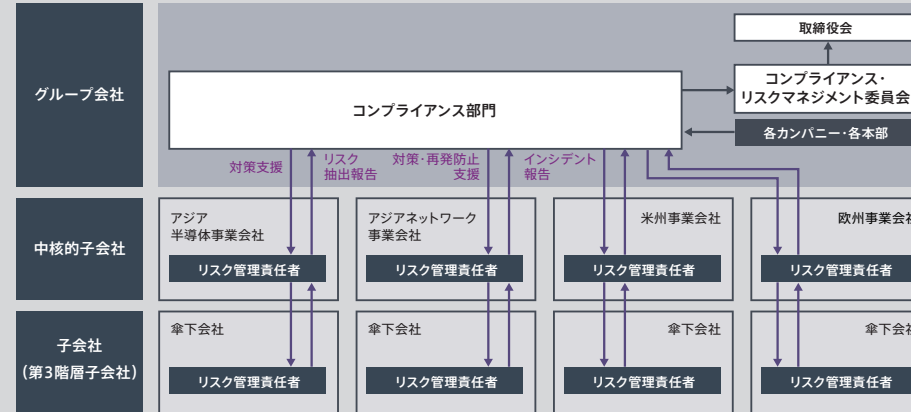 グループ会社
取締役会
コンプライアンス・
リスクマネジメント委員会
コンプライアンス部門
各カンパニー・各本部
対策支援
リスク
抽出報告
対策・再発防止
支援
インシデント
報告
中核的子会社
アジア
半導体事業会社
リスク管理責任者
アジアネットワーク
事業会社
リスク管理責任者
米州事業会社
リスク管理責任者
欧州事業会社
リスク管理責任者
子会社
(第3階層子会社)
傘下会社
リスク管理責任者
傘下会社
リスク管理責任者
傘下会社
リスク管理責任者
傘下会社
リスク管理責任者